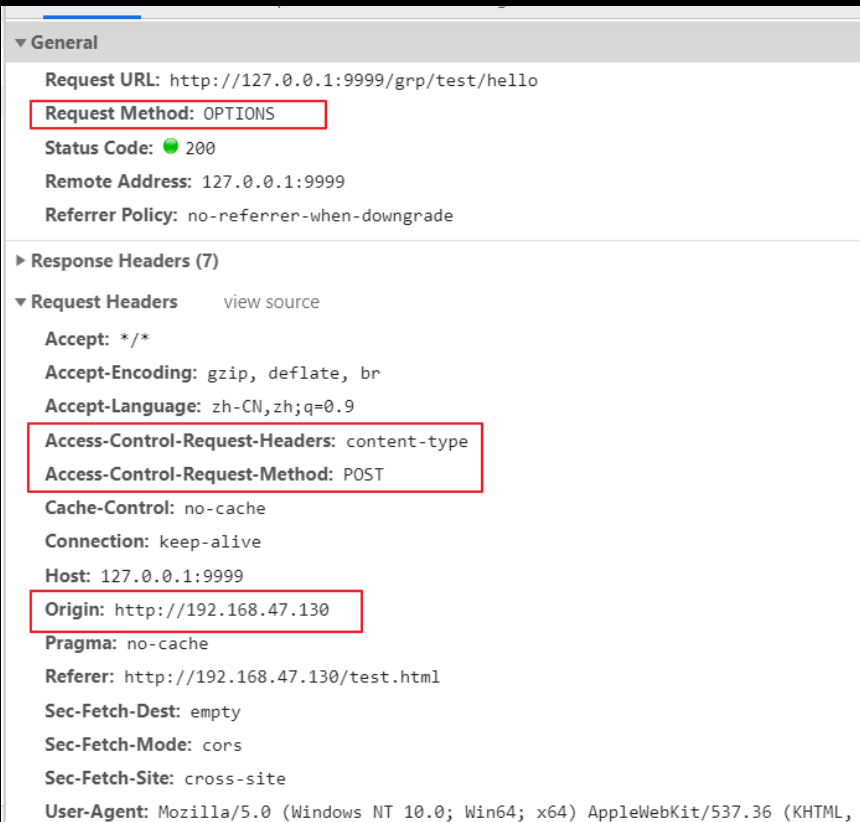 General
Request URL: http://127.0.0.1:9999/grp/test/hello
Request Method: OPTIONS
Status Code: 200
Remote Address: 127.0.0.1:9999
Referrer Policy: no-referrer-when-downgrade
Response Headers (7)
Request Headers view source
Accept: */*
Accept-Encoding: gzip, deflate, br
Accept-Language: zh-CN,zh;q=0.9
Access-Control-Request-Headers: content-type
Access-Control-Request-Method: POST
Cache-Control: no-cache
Connection: keep-alive
Host: 127.0.0.1:9999
Origin: http://192.168.47.130
Pragma: no-cache
Referer: http://192.168.47.130/test.html
Sec-Fetch-Dest: empty
Sec-Fetch-Mode: cors
Sec-Fetch-Site: cross-site
User-Agent: Mozilla/5.0 (Windows NT 10.0; Win64; x64) AppleWebKit/537.36 (KHTML,